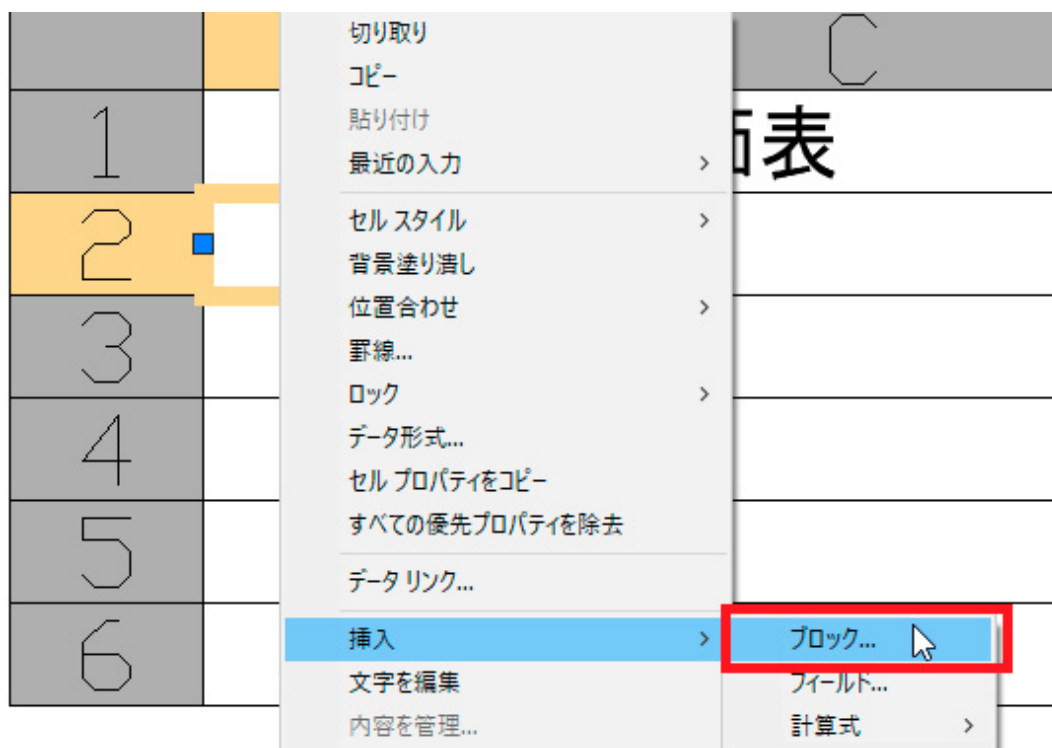 切り取り
コピー
C
貼り付け
1
表
最近の入力
セル スタイル
2
背景塗り潰し
位置合わせ
3
罫線...
ロック
データ形式...
4
セル プロパティをコピー
すべての優先プロパティを除去
5
データ リンク...
挿入
ブロック...
6
文字を編集
フィールド...
内容を管理...
計算式